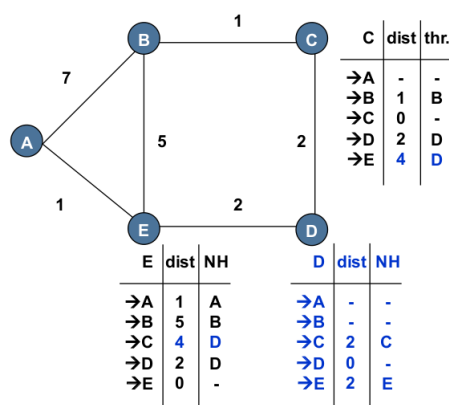 1
B
C
C dist thr.
→A - -
7
→B 1 B
→C 0 -
A
5
2
→D 2 D
→E 4 D
1
2
E
D
E dist NH
D dist NH
→A 1 A
→A - -
→B 5 B
→B - -
→C 4 D
→C 2 C
→D 2 D
→D 0 -
→E 0 -
→E 2 E